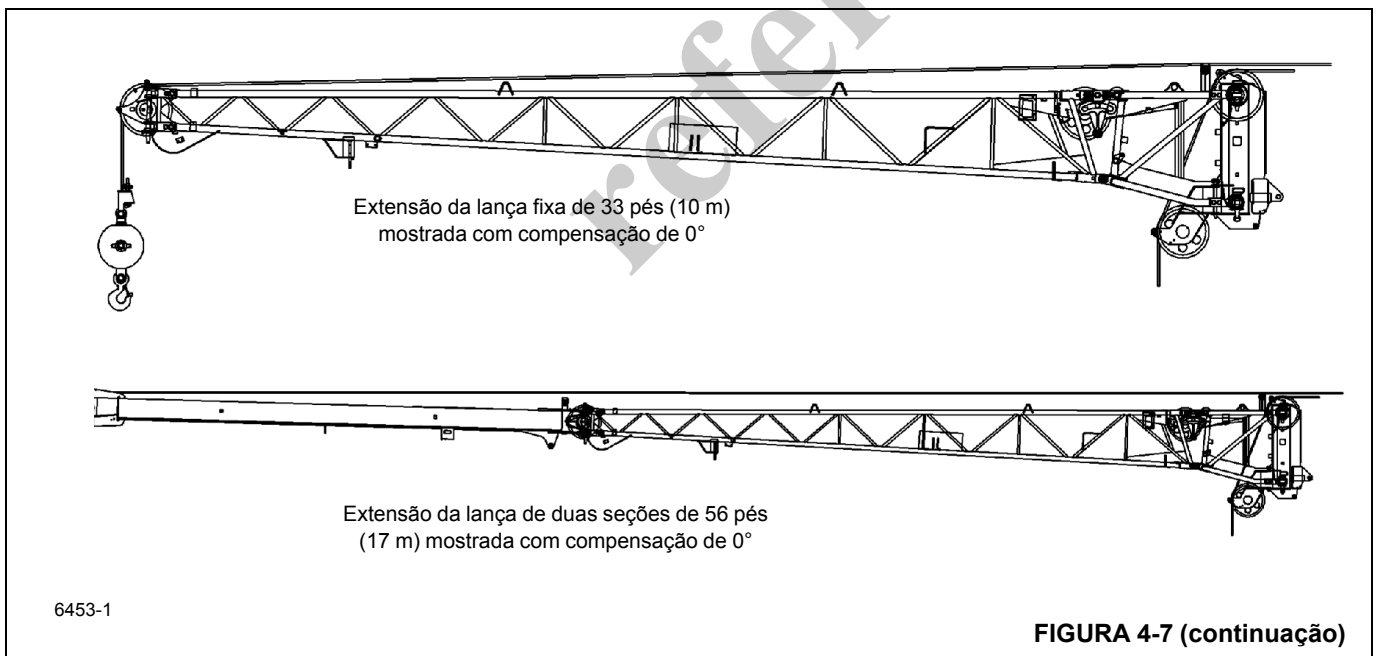 Extensão da lança fixa de 33 pés (10 m)
mostrada com compensação de 0°
Extensão da lança de duas seções de 56 pés
(17 m) mostrada com compensação de 0°
6453-1
FIGURA 4-7 (continuação)